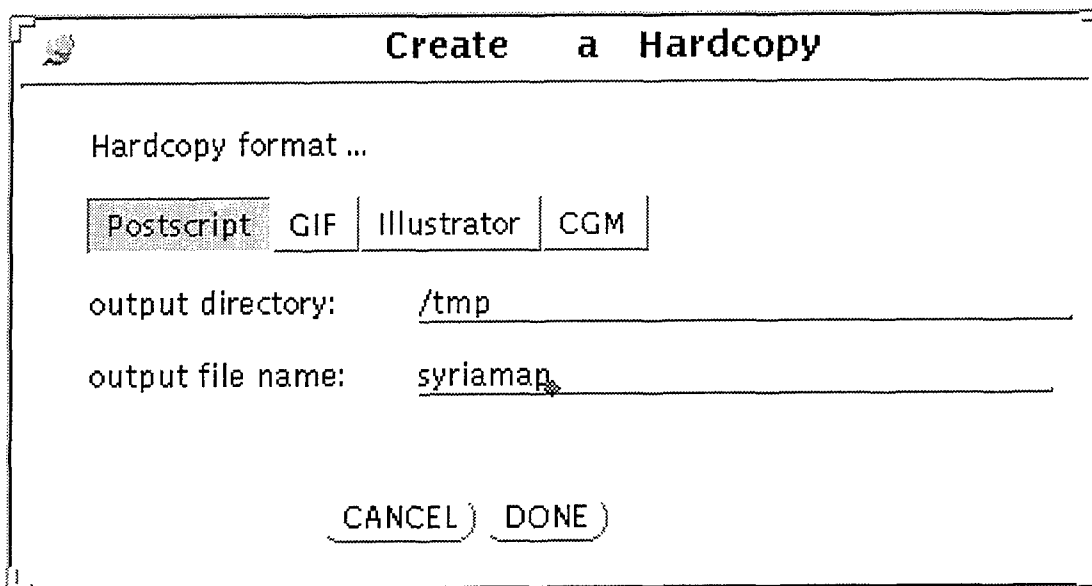 Create a Hardcopy
Hardcopy format ...
Postscript GIF Illustrator CGM
output directory: /tmp
output file name: syriamap
CANCEL DONE